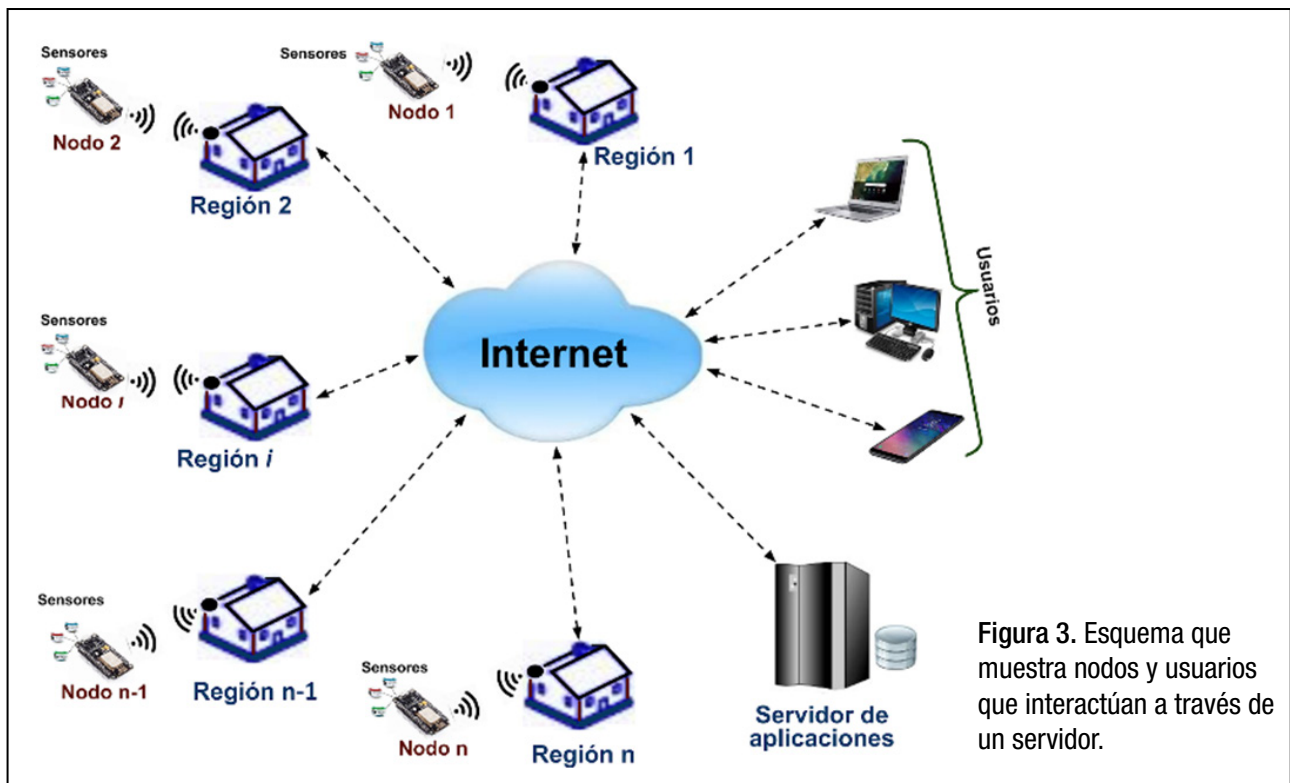 Sensores
Nodo 2
Región 2
Sensores
Nodo 1
Región 1
Usuarios
Internet
Sensores
Nodo i
Región i
Sensores
Nodo n-1
Región n-1
Sensores
Nodo n
Región n
Servidor de
aplicaciones
Figura 3. Esquema que
muestra nodos y usuarios
que interactúan a través de
un servidor.